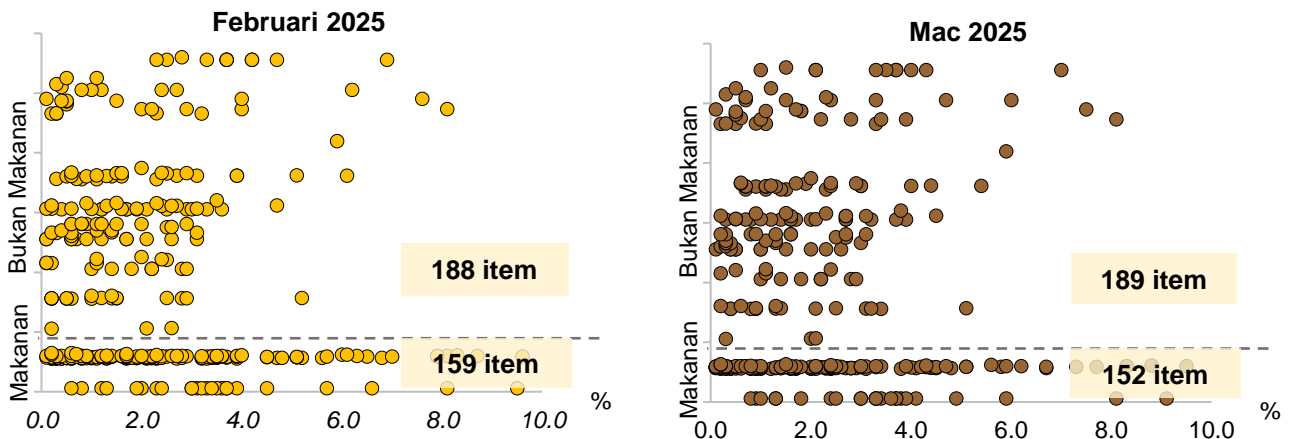 Februari 2025
Bukan Makanan
Makanan
188 item
159 item
0.0 2.0 4.0 6.0 8.0 10.0
%
Mac 2025
Bukan Makanan
Makanan
189 item
152 item
0.0 2.0 4.0 6.0 8.0 10.0
%